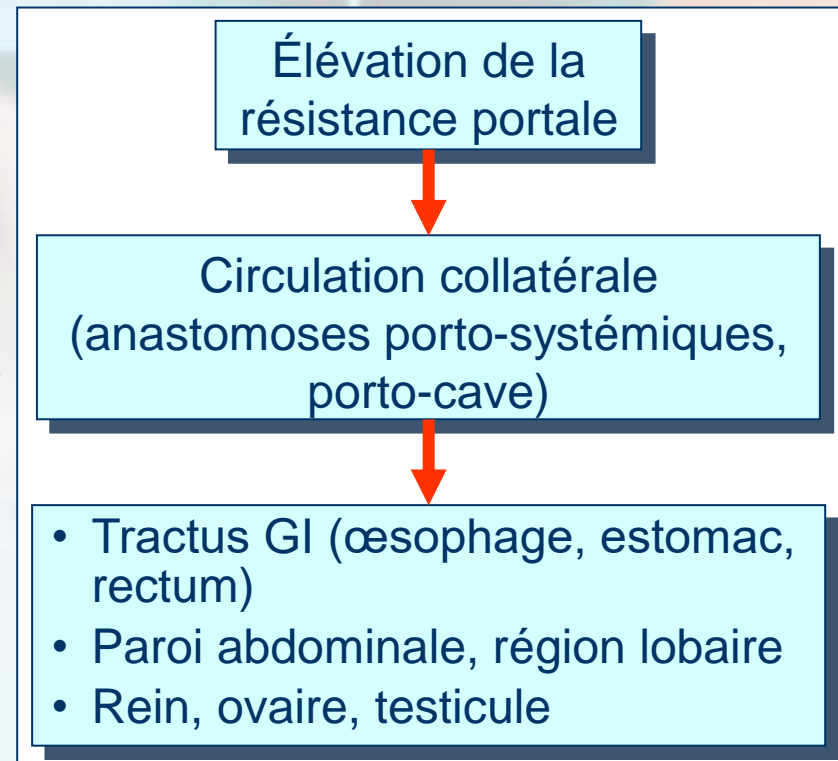 Élévation de la
résistance portale
Circulation collatérale
(anastomoses porto-systémiques,
porto-cave)
• Tractus GI (œsophage, estomac,
rectum)
• Paroi abdominale, région lobaire
• Rein, ovaire, testicule